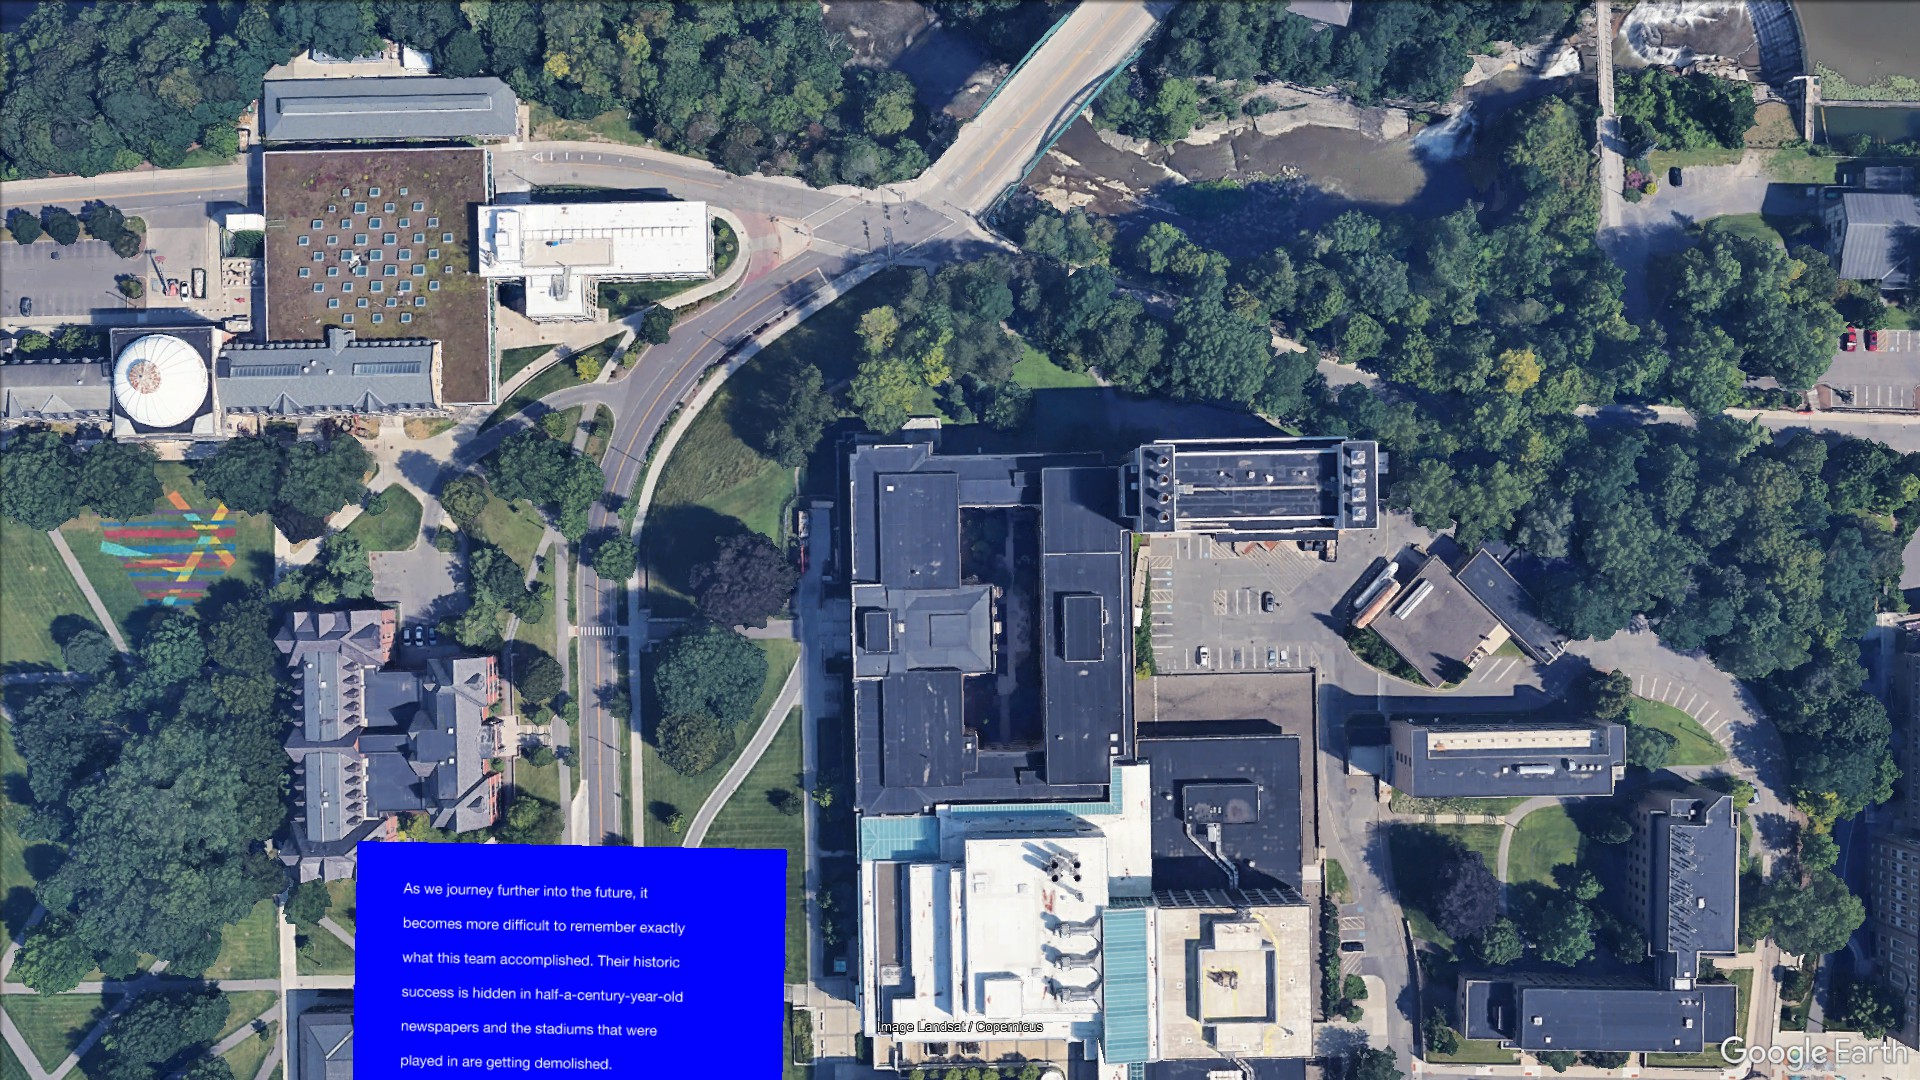 As we journey further into the future, it
becomes more difficult to remember exactly
what this team accomplished. Their historic
success is hidden in half-a-century-year-old
newspapers and the stadiums that were
played in are getting demolished.
Image Landsat / Copernicus
Google Earth